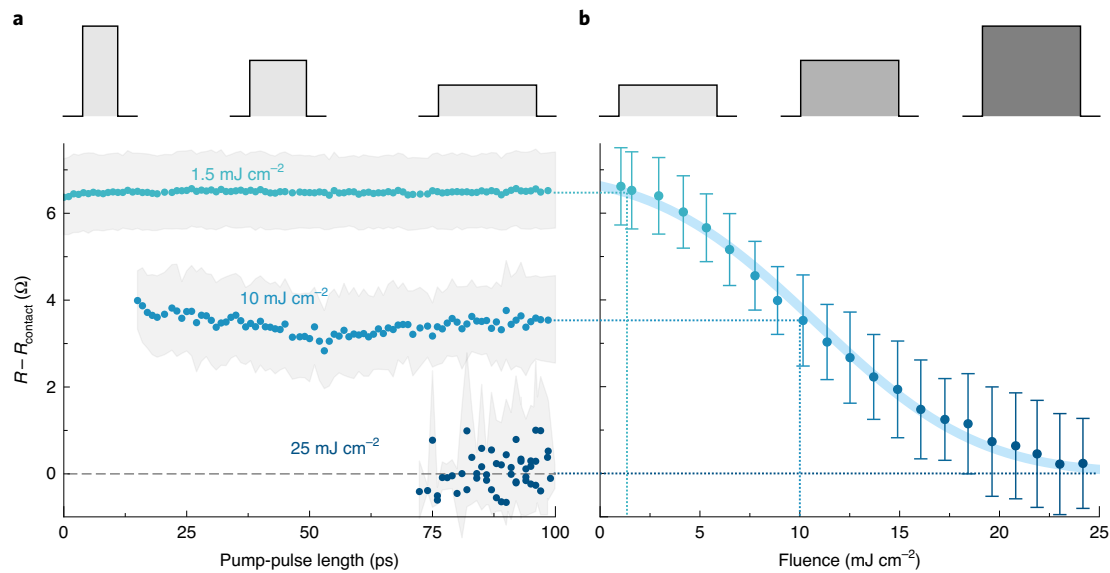 a
b
1.5 mJ cm⁻²
10 mJ cm⁻²
25 mJ cm⁻²
R – R_contact (Ω)
6
4
2
0
0
25
50
75
100
Pump-pulse length (ps)
0
5
10
15
20
25
Fluence (mJ cm⁻²)